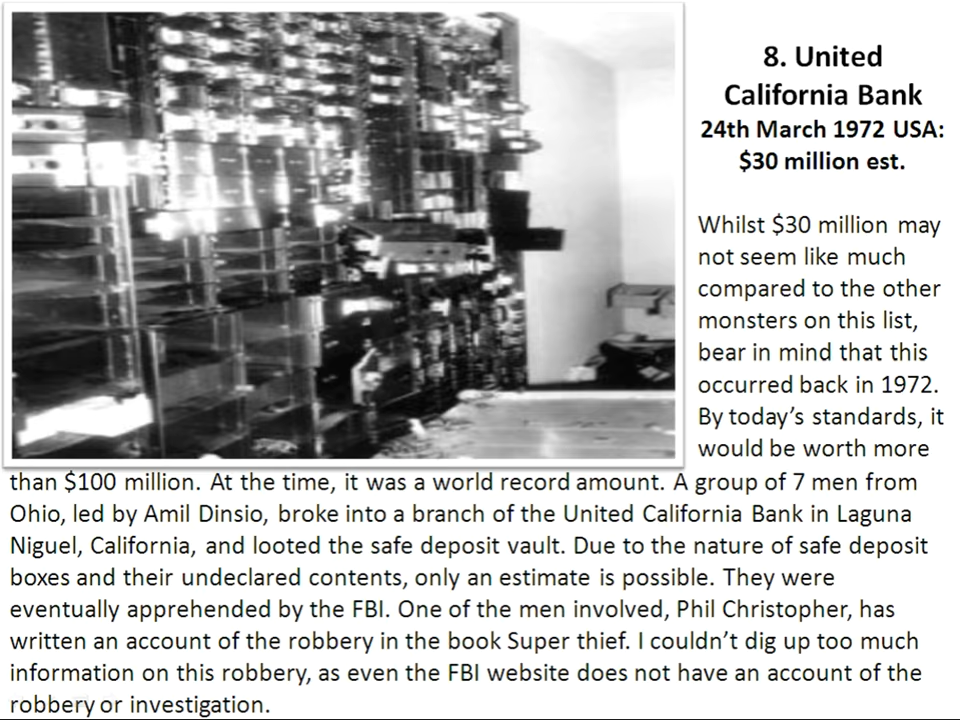 8. United
California Bank
24th March 1972 USA:
$30 million est.
Whilst $30 million may
not seem like much
compared to the other
monsters on this list,
bear in mind that this
occurred back in 1972.
By today’s standards, it
would be worth more
than $100 million. At the time, it was a world record amount. A group of 7 men from
Ohio, led by Amil Dinsio, broke into a branch of the United California Bank in Laguna
Niguel, California, and looted the safe deposit vault. Due to the nature of safe deposit
boxes and their undeclared contents, only an estimate is possible. They were
eventually apprehended by the FBI. One of the men involved, Phil Christopher, has
written an account of the robbery in the book Super thief. I couldn’t dig up too much
information on this robbery, as even the FBI website does not have an account of the
robbery or investigation.